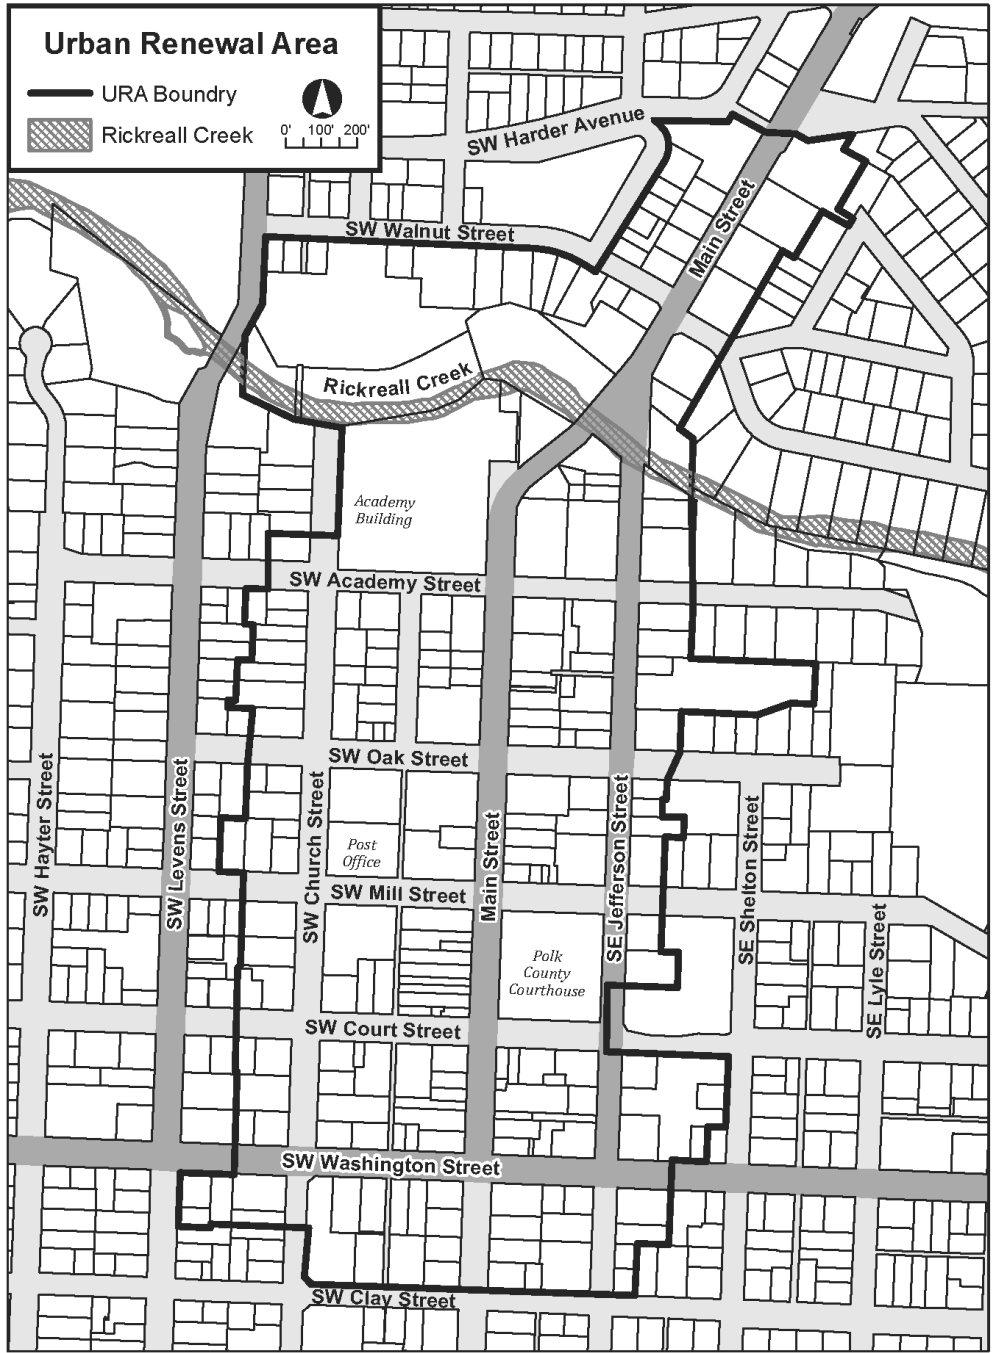 Urban Renewal Area
URA Boundry
Rickreall Creek
0' 100' 200'
SW Harder Avenue
SW Walnut Street
Main Street
Rickreall Creek
Academy
Building
SW Academy Street
SW Oak Street
SW Hayter Street
SW Levens Street
SW Church Street
Post
Office
Main Street
SE Jefferson Street
SE Shelton Street
SW Mill Street
SE Lyle Street
Polk
County
Courthouse
SW Court Street
SW Washington Street
SW Clay Street